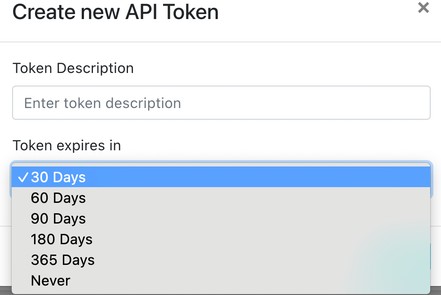 Create new API Token
×
Token Description
Enter token description
Token expires in
✓ 30 Days
60 Days
90 Days
180 Days
365 Days
Never